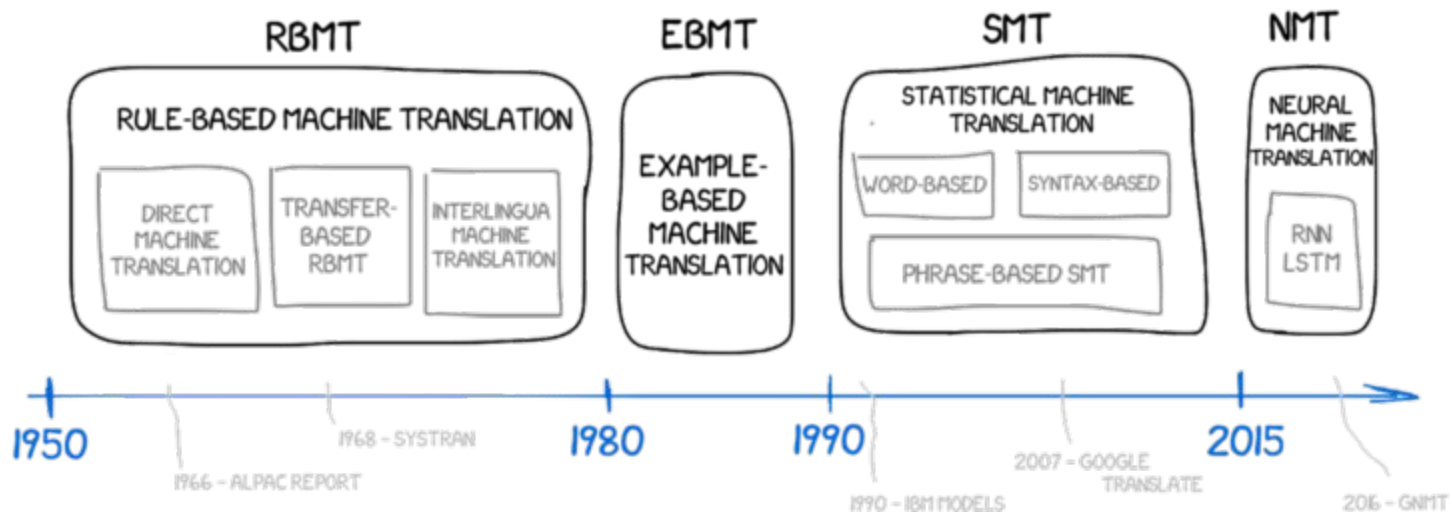 RBMT
EBMT
SMT
NMT
RULE-BASED MACHINE TRANSLATION
DIRECT
MACHINE
TRANSLATION
TRANSFER-
BASED
RBMT
INTERLINGUA
MACHINE
TRANSLATION
EXAMPLE-
BASED
MACHINE
TRANSLATION
STATISTICAL MACHINE
TRANSLATION
WORD-BASED
SYNTAX-BASED
PHRASE-BASED SMT
NEURAL
MACHINE
TRANSLATION
RNN
LSTM
1950
1980
1990
2015
1966 - ALPAC REPORT
1968 - SYSTRAN
1990 - IBM MODELS
2007 - GOOGLE
TRANSLATE
2016 - GNMT